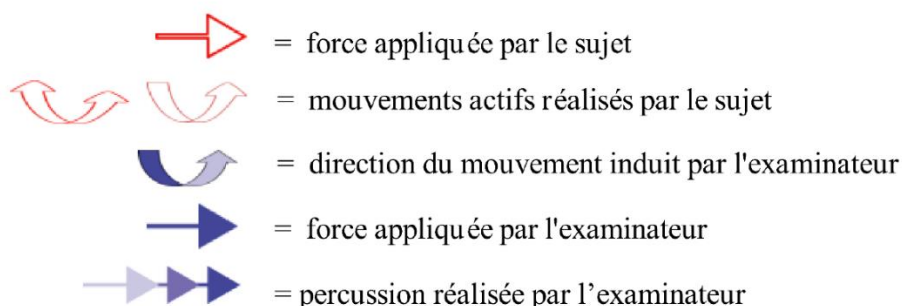 = force appliquée par le sujet
= mouvements actifs réalisés par le sujet
= direction du mouvement induit par l'examinateur
= force appliquée par l'examinateur
= percussion réalisée par l’examinateur